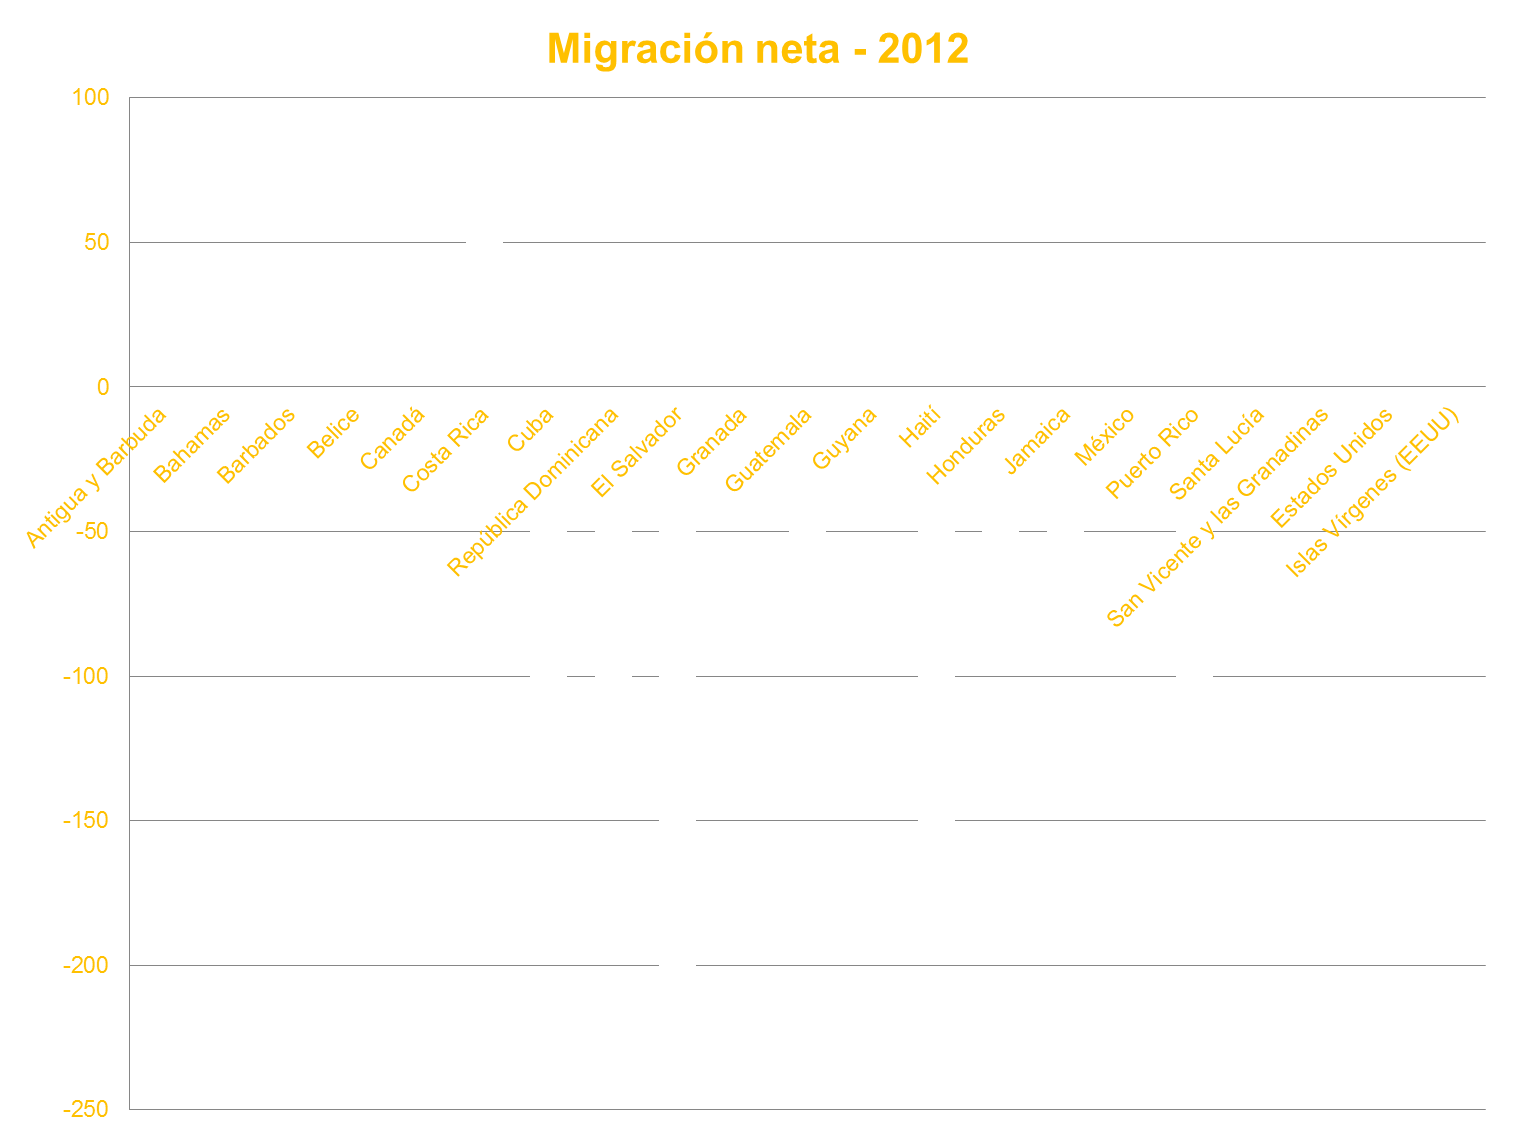 Migración neta - 2012
100
50
0
-50
-100
-150
-200
-250
Antigua y Barbuda
Bahamas
Barbados
Belice
Canadá
Costa Rica
Cuba
República Dominicana
El Salvador
Granada
Guatemala
Guyana
Haití
Honduras
Jamaica
México
Puerto Rico
Santa Lucía
San Vicente y las Granadinas
Estados Unidos
Islas Vírgenes (EEUU)